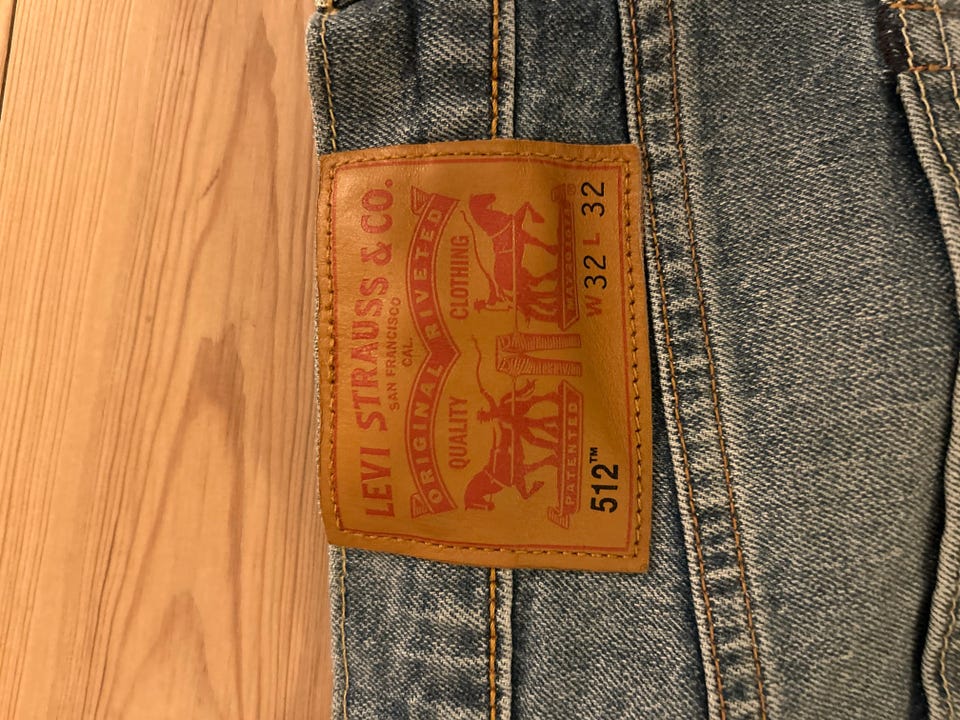 LEVI STRAUSS & CO.
SAN FRANCISCO
CAL.
ORIGINAL RIVETED
QUALITY CLOTHING
PATENTED
512™ W 32 L 32